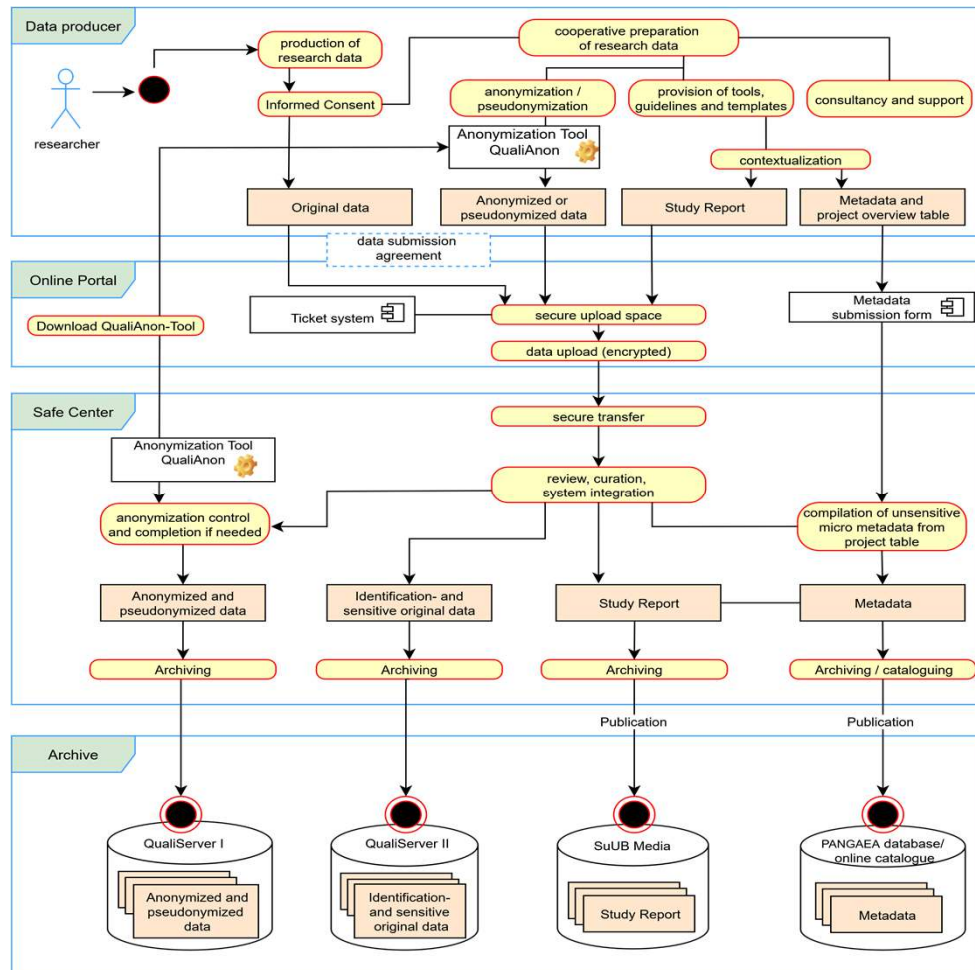 Data producer
production of
research data
cooperative preparation
of research data
researcher
Informed Consent
anonymization /
pseudonymization
provision of tools,
guidelines and templates
consultancy and support
Anonymization Tool
QualiAnon
contextualization
Original data
Anonymized or
pseudonymized data
Study Report
Metadata and
project overview table
data submission
agreement
Online Portal
Download QualiAnon-Tool
Ticket system
secure upload space
Metadata
submission form
data upload (encrypted)
Safe Center
secure transfer
Anonymization Tool
QualiAnon
review, curation,
system integration
anonymization control
and completion if needed
compilation of unsensitive
micro metadata from
project table
Anonymized and
pseudonymized data
Identification- and
sensitive original data
Study Report
Metadata
Archiving
Archiving
Archiving
Archiving / cataloguing
Publication
Publication
Archive
QualiServer I
QualiServer II
SuUB Media
PANGAEA database/
online catalogue
Anonymized and
pseudonymized
data
Identification-
and sensitive
original data
Study Report
Metadata